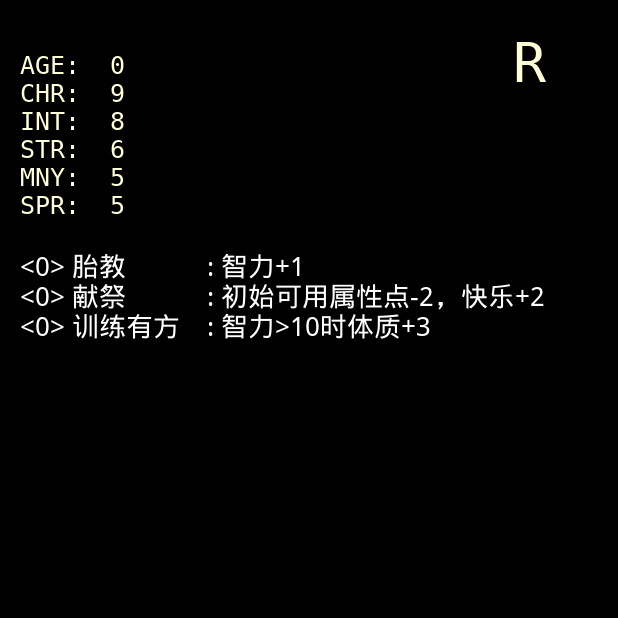 R
AGE: 0
CHR: 9
INT: 8
STR: 6
MNY: 5
SPR: 5
<0> 胎教 : 智力+1
<0> 献祭 : 初始可用属性点-2，快乐+2
<0> 训练有方 : 智力>10时体质+3